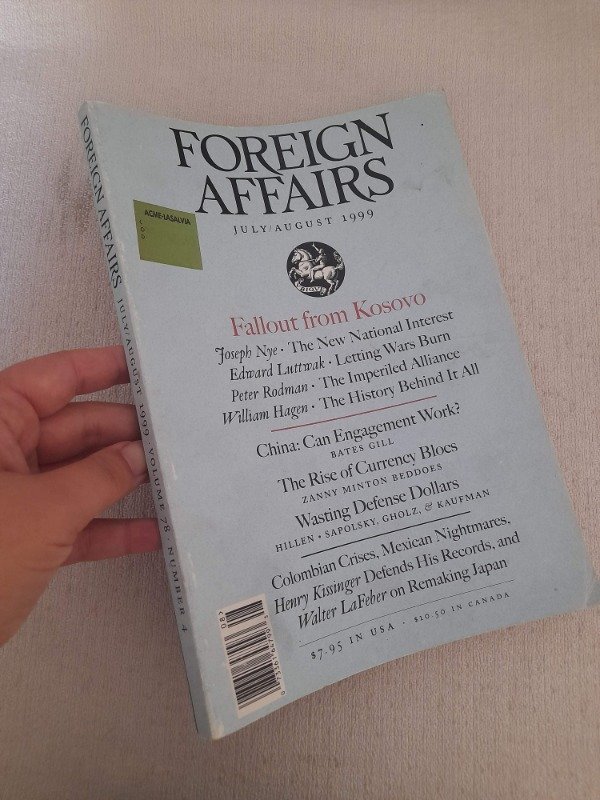 FOREIGN AFFAIRS JULY/AUGUST 1999 · VOLUME 78 · NUMBER 4
FOREIGN
AFFAIRS
JULY/AUGUST 1999
ACME-LASALVIA
Fallout from Kosovo
Joseph Nye · The New National Interest
Edward Luttwak · Letting Wars Burn
Peter Rodman · The Imperiled Alliance
William Hagen · The History Behind It All
China: Can Engagement Work?
BATES GILL
The Rise of Currency Blocs
ZANNY MINTON BEDDOES
Wasting Defense Dollars
HILLEN · SAPOLSKY, GHOLZ, & KAUFMAN
Colombian Crises, Mexican Nightmares,
Henry Kissinger Defends His Records, and
Walter LaFeber on Remaking Japan
$7.95 IN USA · $10.50 IN CANADA
08>